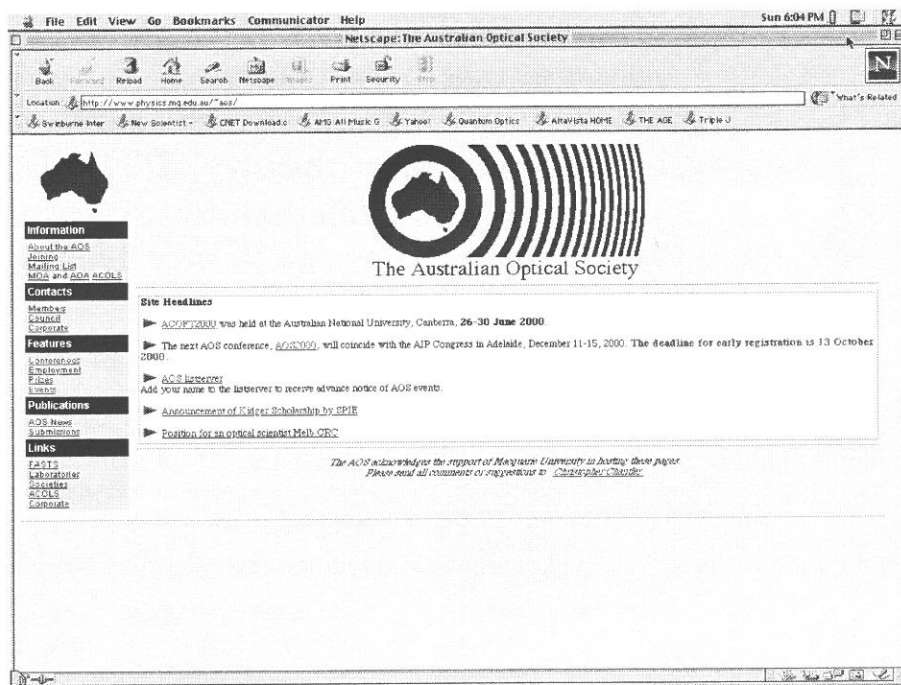 File Edit View Go Bookmarks Communicator Help
Sun 6:04 PM
Netscape: The Australian Optical Society
Back Forward Reload Home Search Netscape Images Print Security Stop
Location: http://www.physics.mq.edu.au/~aos/
What's Related
Swinburne Inter New Scientist - CNET Download.c AMG All Music G Yahoo! Quantum Optics AltaVista HOME THE AGE Triple J
Information
About the AOS
Joining
Mailing List
MOA and AOA ACOLS
Contacts
Members
Council
Corporate
Features
Conferences
Employment
Prizes
Events
Publications
AOS News
Submissions
Links
FASTS
Laboratories
Societies
ACOLS
Corporate
The Australian Optical Society
Site Headlines
ACOFT2000 was held at the Australian National University, Canberra, 26-30 June 2000.
The next AOS conference, AOS2000, will coincide with the AIP Congress in Adelaide, December 11-15, 2000. The deadline for early registration is 13 October
2000.
AOS listserver
Add your name to the listserver to receive advance notice of AOS events.
Announcement of Kidger Scholarship by SPIE
Position for an optical scientist Melb CRC
The AOS acknowledges the support of Macquarie University in hosting these pages.
Please send all comments or suggestions to Christopher Chantler